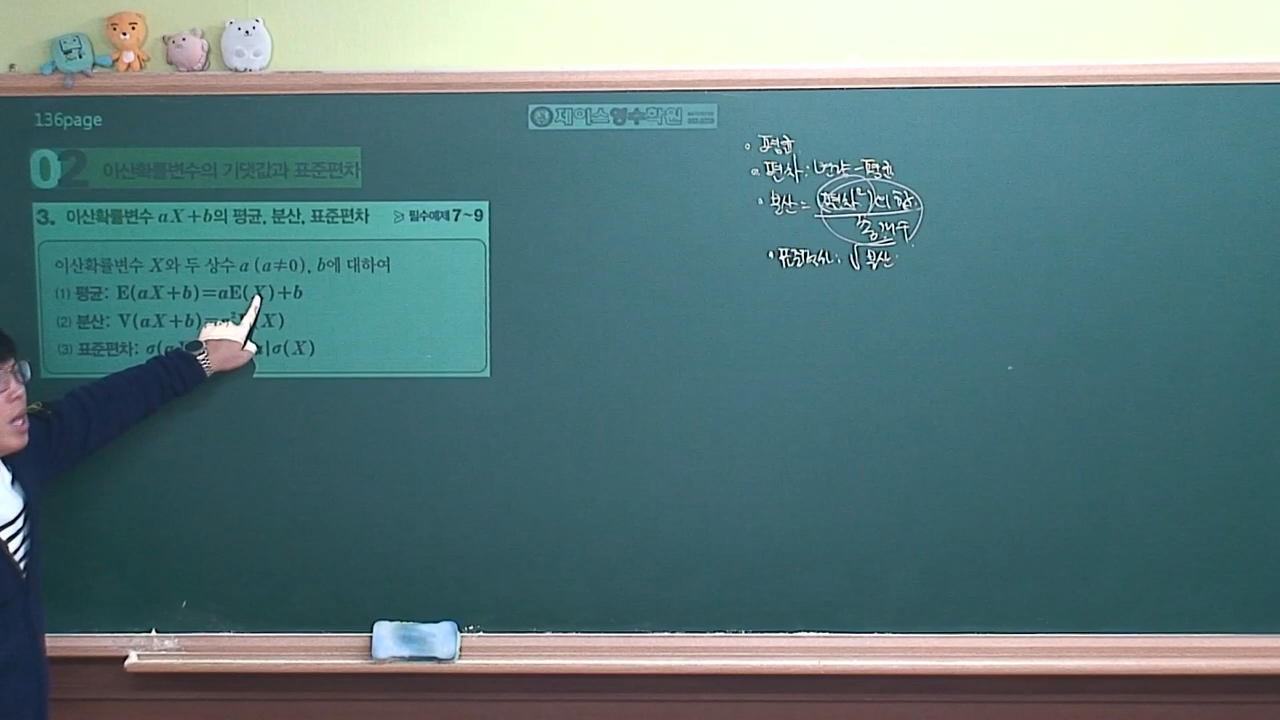 136page
제이스영수학원
02 이산확률변수의 기댓값과 표준편차
3. 이산확률변수 aX+b의 평균, 분산, 표준편차 ≫ 필수예제 7~9
이산확률변수 X와 두 상수 a (a≠0), b에 대하여
(1) 평균: E(aX+b)=aE(X)+b
(2) 분산: V(aX+b)=a²V(X)
(3) 표준편차: σ(a a|σ(X)
• 평균
• 편차: 변량-평균
• 분산 = (편차²)의 합
총개수
• 표준편차: √분산